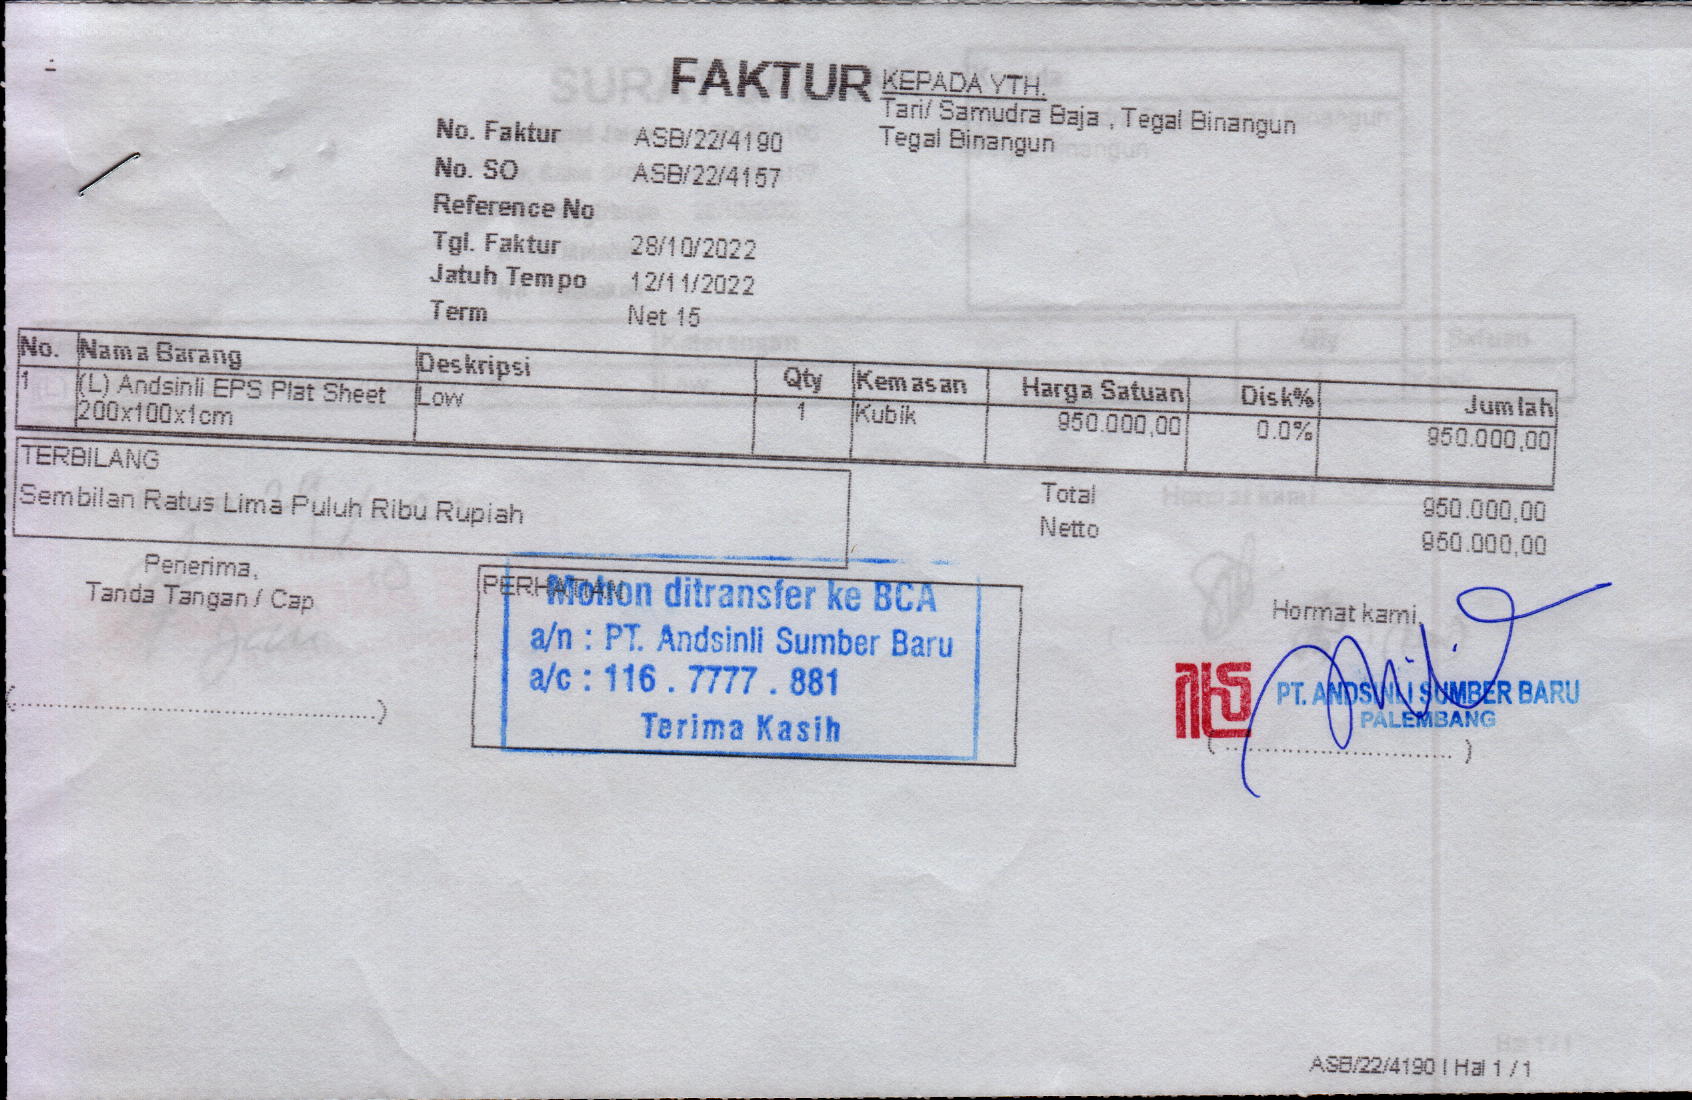 FAKTUR
KEPADA YTH.
Tari/ Samudra Baja , Tegal Binangun
Tegal Binangun
No. Faktur ASB/22/4190
No. SO ASB/22/4157
Reference No
Tgl. Faktur 28/10/2022
Jatuh Tempo 12/11/2022
Term Net 15
No. Nama Barang Deskripsi Qty Kemasan Harga Satuan Disk% Jumlah
1 (L) Andsinli EPS Plat Sheet Low 1 Kubik 950.000,00 0.0% 950.000,00
200x100x1cm
TERBILANG
Sembilan Ratus Lima Puluh Ribu Rupiah
Total 950.000,00
Netto 950.000,00
Penerima,
Tanda Tangan / Cap
(......................................................)
PERHATIAN
Mohon ditransfer ke BCA
a/n : PT. Andsinli Sumber Baru
a/c : 116 . 7777 . 881
Terima Kasih
Hormat kami,
PT. ANDSINLI SUMBER BARU
PALEMBANG
( .................................. )
ASB/22/4190 | Hal 1 / 1